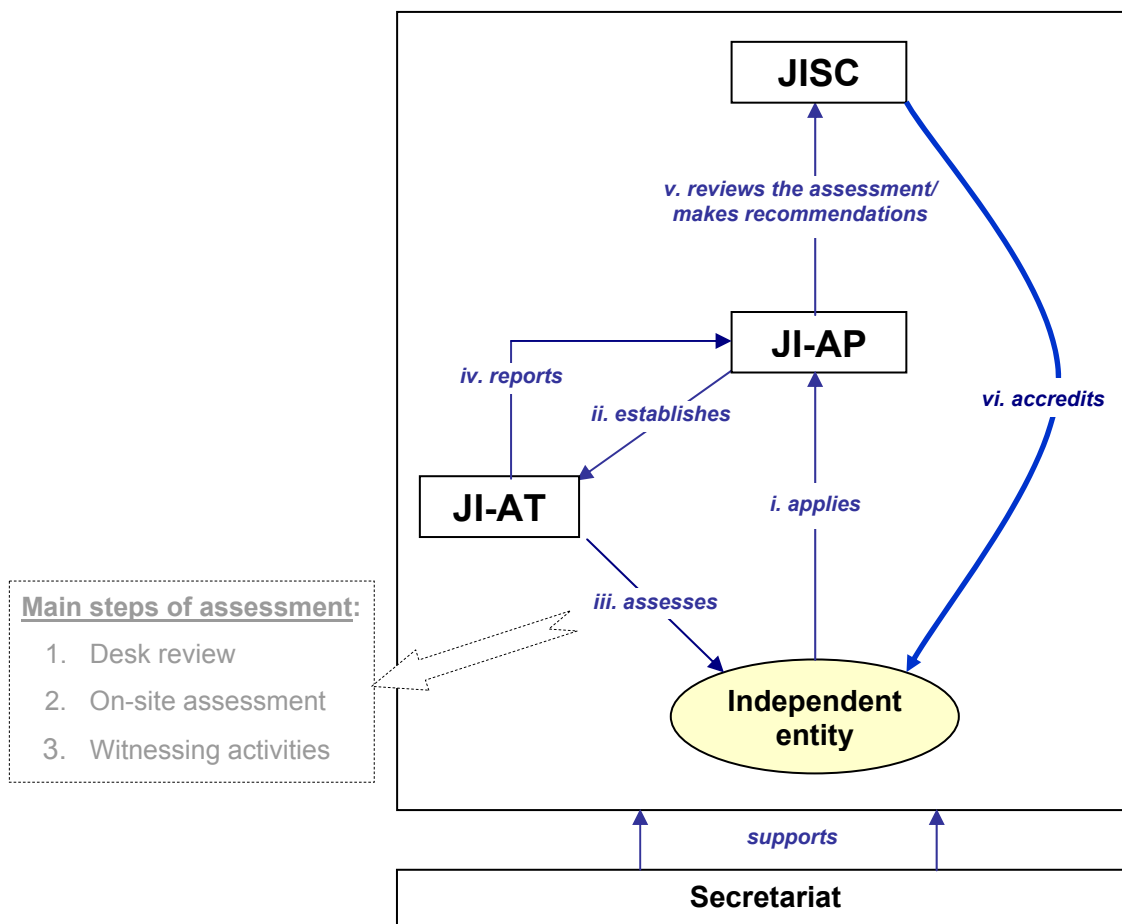 JISC
v. reviews the assessment/
makes recommendations
JI-AP
iv. reports
ii. establishes
vi. accredits
JI-AT
i. applies
iii. assesses
Main steps of assessment:
1. Desk review
2. On-site assessment
3. Witnessing activities
Independent
entity
supports
Secretariat